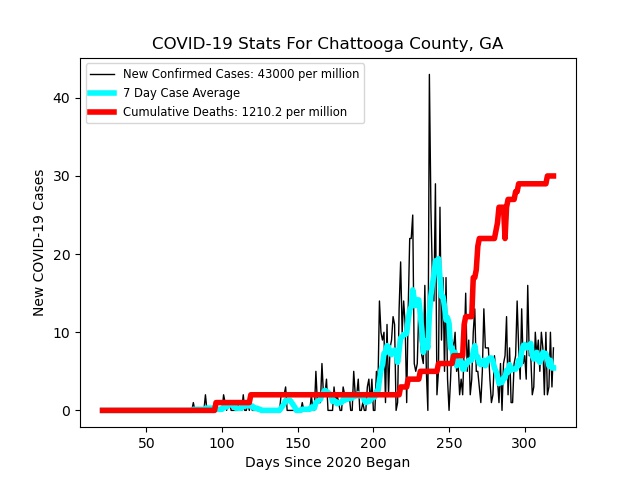 COVID-19 Stats For Chattooga County, GA
New Confirmed Cases: 43000 per million
7 Day Case Average
Cumulative Deaths: 1210.2 per million
New COVID-19 Cases
40
30
20
10
0
50 100 150 200 250 300
Days Since 2020 Began